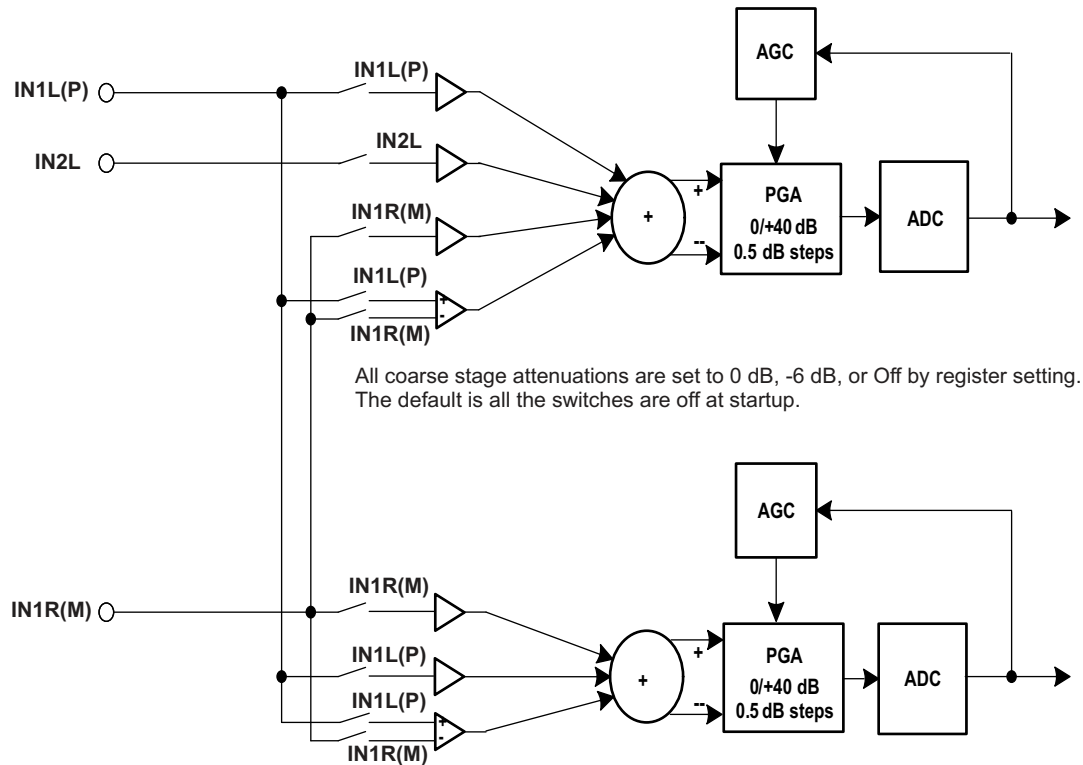 AGC
IN1L(P)
IN1L(P)
IN2L
IN2L
IN1R(M)
IN1L(P)
+
-
IN1R(M)
+
+
--
PGA
0/+40 dB
0.5 dB steps
ADC
All coarse stage attenuations are set to 0 dB, -6 dB, or Off by register setting.
The default is all the switches are off at startup.
AGC
IN1R(M)
IN1R(M)
IN1L(P)
IN1L(P)
+
-
IN1R(M)
+
+
--
PGA
0/+40 dB
0.5 dB steps
ADC